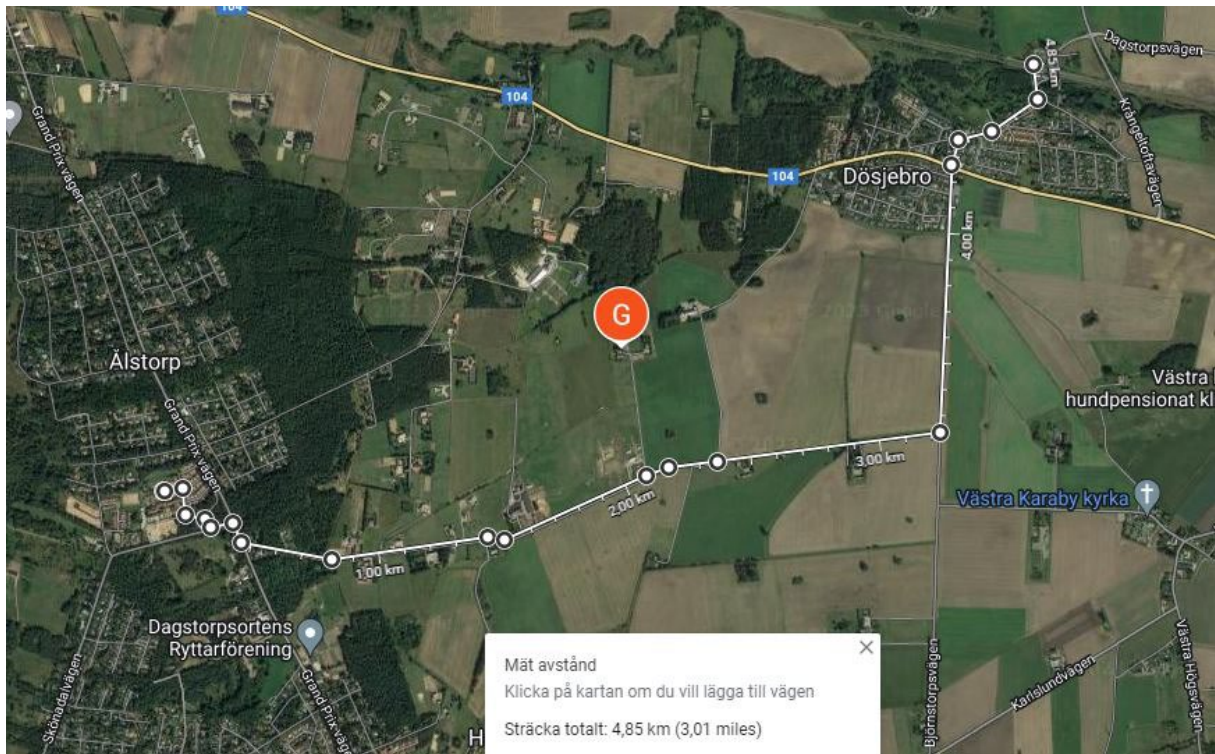 104
Dagstorpsvägen
4,85 km
Krångeltoftavägen
Grand Prix vägen
104
104
Dösjebro
4,00 km
G
Ålstorp
Grand Prix vägen
Västra
hundpensionat
3,00 km
2,00 km
Västra Karaby kyrka
1,00 km
Dagstorpsortens
Ryttarförening
Skönadalvägen
Grand Prix väge
Björnstorpsvägen
Karlslundvägen
Västra Högsvägen
H
Mät avstånd
Klicka på kartan om du vill lägga till vägen
Sträcka totalt: 4,85 km (3,01 miles)